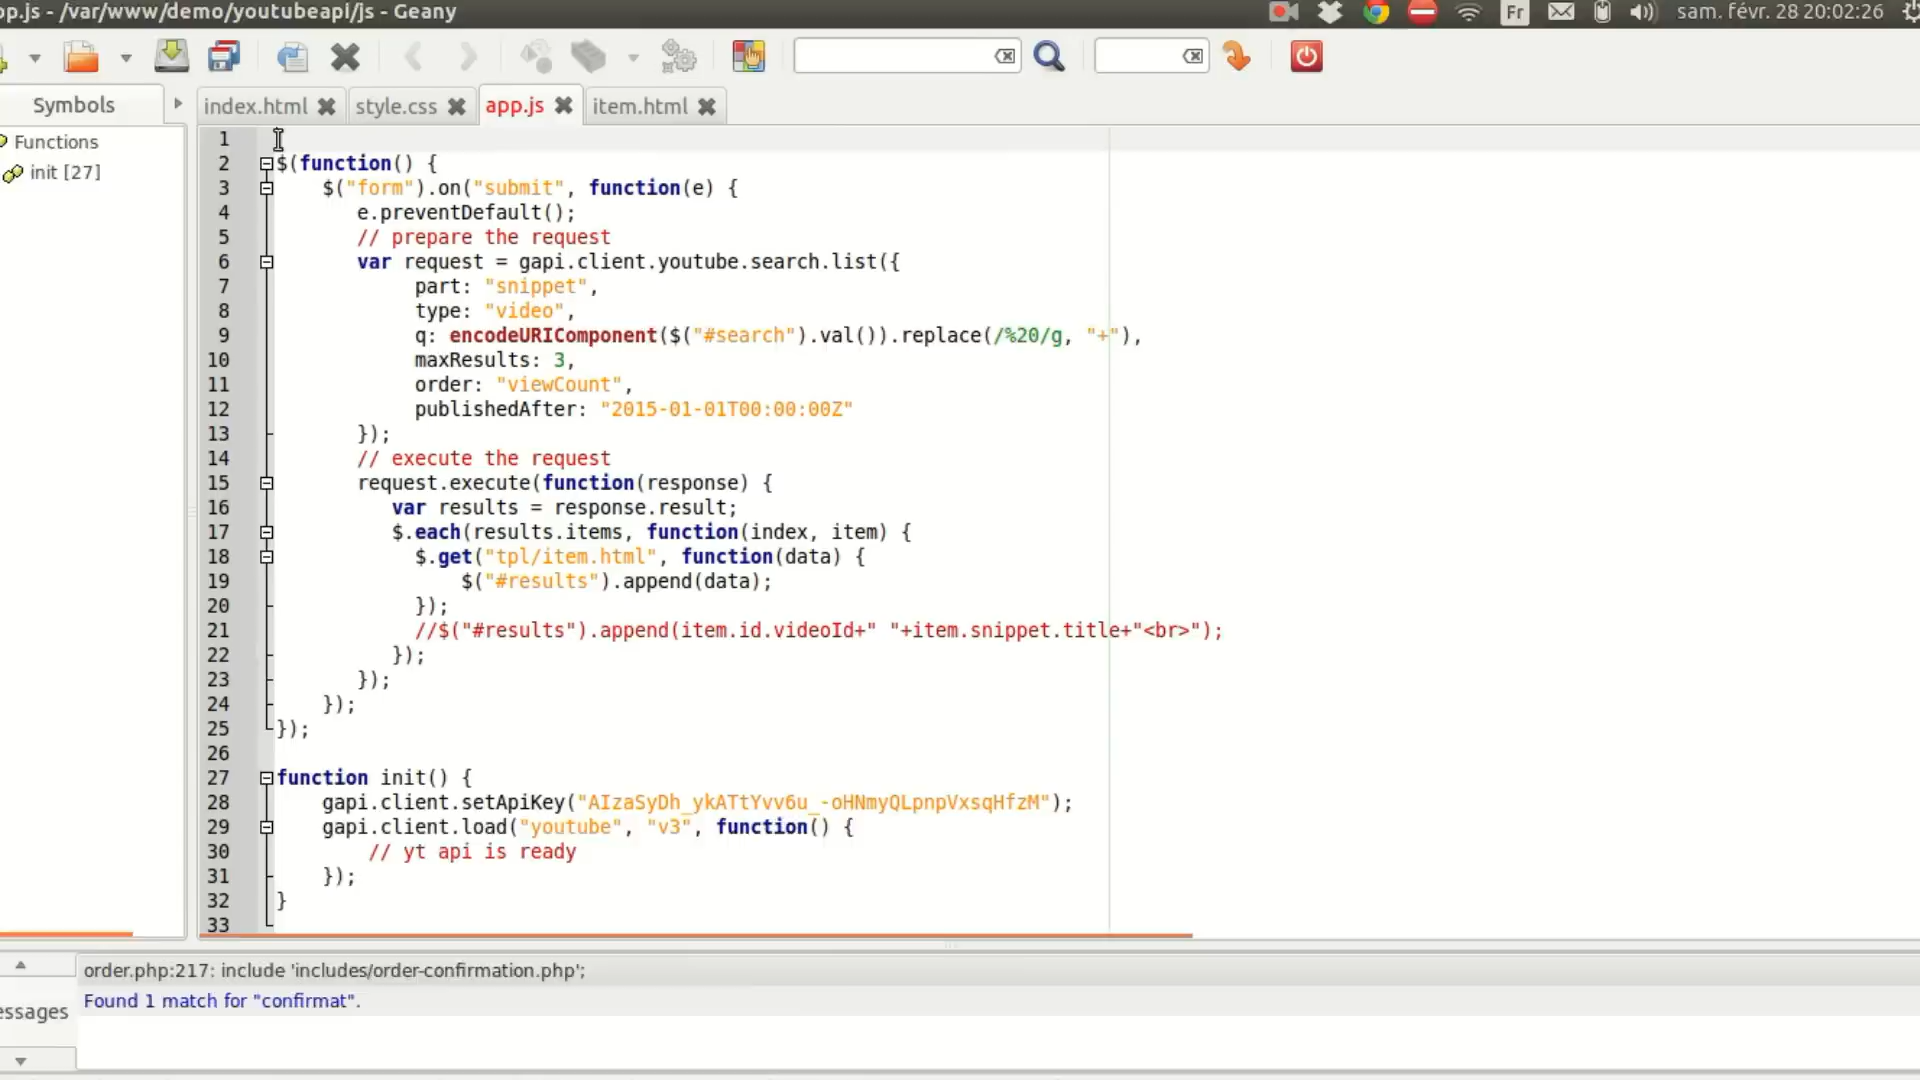 op.js - /var/www/demo/youtubeapi/js - Geany
Fr
sam. févr. 28 20:02:26
Symbols
index.html
style.css
app.js
item.html
Functions
init [27]
1
2 $(function() {
3 $("form").on("submit", function(e) {
4 e.preventDefault();
5 // prepare the request
6 var request = gapi.client.youtube.search.list({
7 part: "snippet",
8 type: "video",
9 q: encodeURIComponent($("#search").val()).replace(/%20/g, "+"),
10 maxResults: 3,
11 order: "viewCount",
12 publishedAfter: "2015-01-01T00:00:00Z"
13 });
14 // execute the request
15 request.execute(function(response) {
16 var results = response.result;
17 $.each(results.items, function(index, item) {
18 $.get("tpl/item.html", function(data) {
19 $("#results").append(data);
20 });
21 //$("#results").append(item.id.videoId+" "+item.snippet.title+"<br>");
22 });
23 });
24 });
25 });
26
27 function init() {
28 gapi.client.setApiKey("AIzaSyDh_ykATtYvv6u_-oHNmyQLpnpVxsqHfzM");
29 gapi.client.load("youtube", "v3", function() {
30 // yt api is ready
31 });
32 }
33
order.php:217: include 'includes/order-confirmation.php';
Found 1 match for "confirmat".
essages